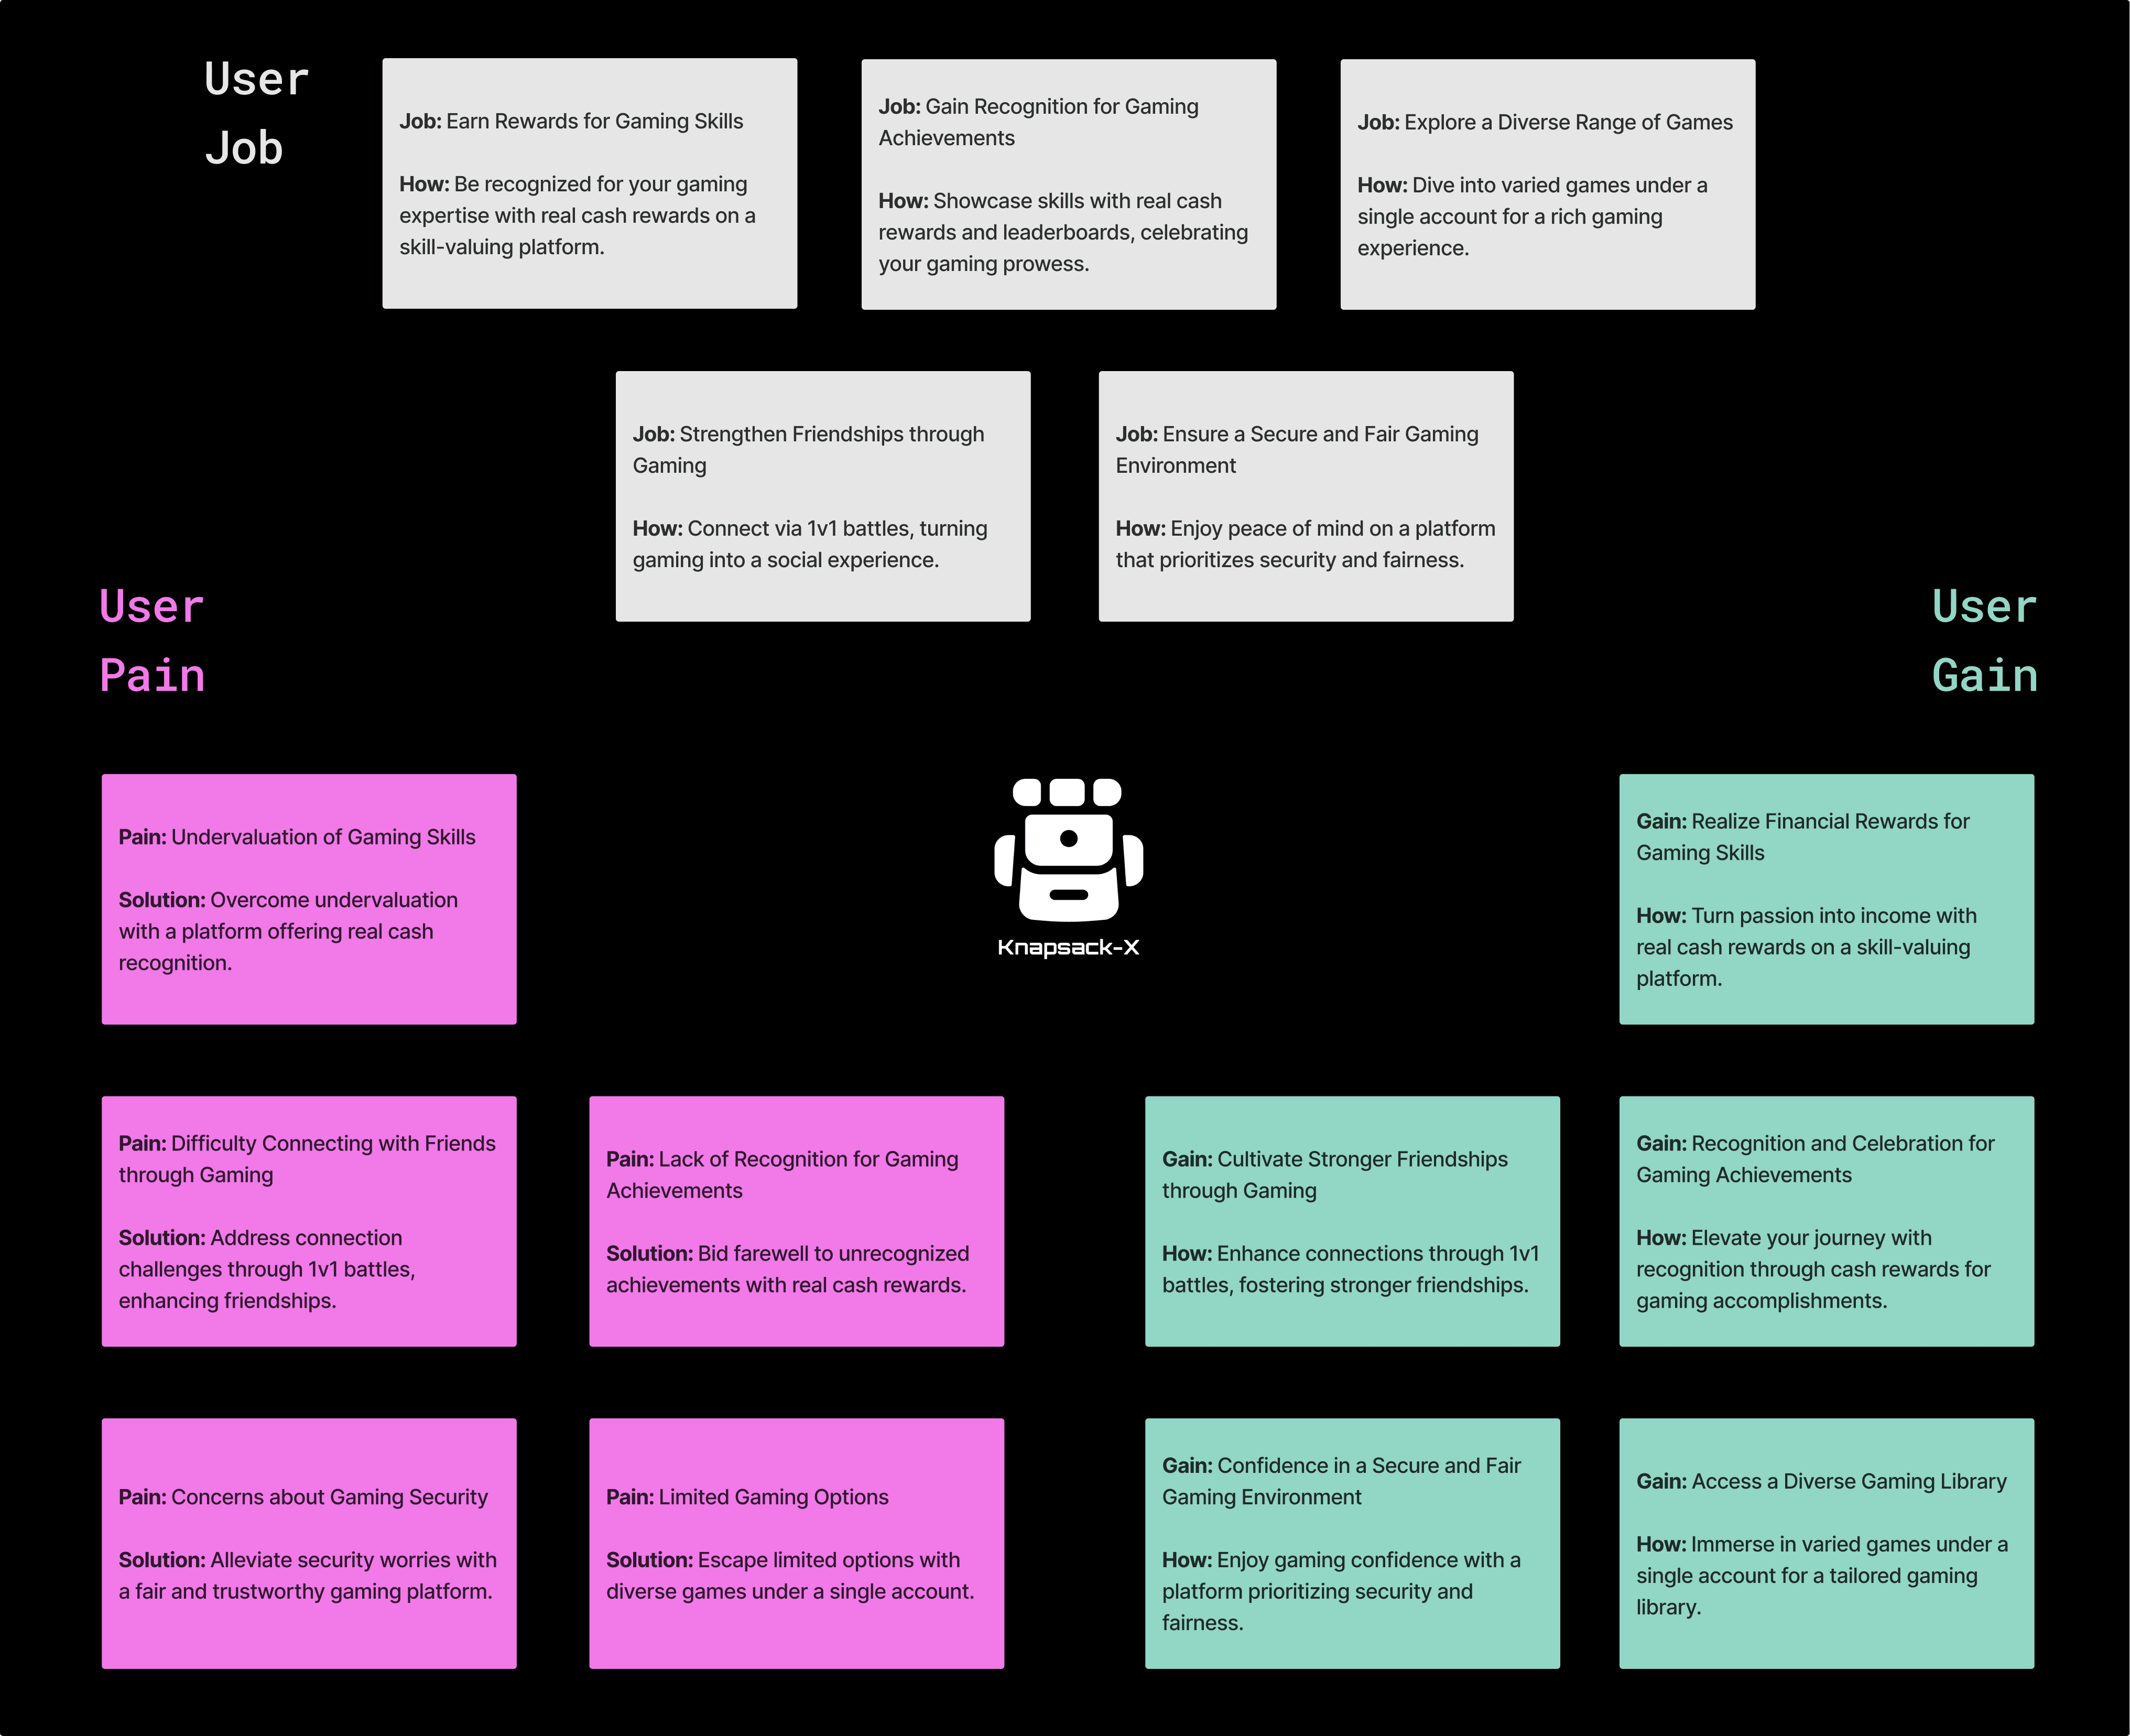 User
Job
Job: Earn Rewards for Gaming Skills
How: Be recognized for your gaming
expertise with real cash rewards on a
skill-valuing platform.
Job: Gain Recognition for Gaming
Achievements
How: Showcase skills with real cash
rewards and leaderboards, celebrating
your gaming prowess.
Job: Explore a Diverse Range of Games
How: Dive into varied games under a
single account for a rich gaming
experience.
Job: Strengthen Friendships through
Gaming
How: Connect via 1v1 battles, turning
gaming into a social experience.
Job: Ensure a Secure and Fair Gaming
Environment
How: Enjoy peace of mind on a platform
that prioritizes security and fairness.
User
Pain
User
Gain
Pain: Undervaluation of Gaming Skills
Solution: Overcome undervaluation
with a platform offering real cash
recognition.
Knapsack-X
Gain: Realize Financial Rewards for
Gaming Skills
How: Turn passion into income with
real cash rewards on a skill-valuing
platform.
Pain: Difficulty Connecting with Friends
through Gaming
Solution: Address connection
challenges through 1v1 battles,
enhancing friendships.
Pain: Lack of Recognition for Gaming
Achievements
Solution: Bid farewell to unrecognized
achievements with real cash rewards.
Gain: Cultivate Stronger Friendships
through Gaming
How: Enhance connections through 1v1
battles, fostering stronger friendships.
Gain: Recognition and Celebration for
Gaming Achievements
How: Elevate your journey with
recognition through cash rewards for
gaming accomplishments.
Pain: Concerns about Gaming Security
Solution: Alleviate security worries with
a fair and trustworthy gaming platform.
Pain: Limited Gaming Options
Solution: Escape limited options with
diverse games under a single account.
Gain: Confidence in a Secure and Fair
Gaming Environment
How: Enjoy gaming confidence with a
platform prioritizing security and
fairness.
Gain: Access a Diverse Gaming Library
How: Immerse in varied games under a
single account for a tailored gaming
library.